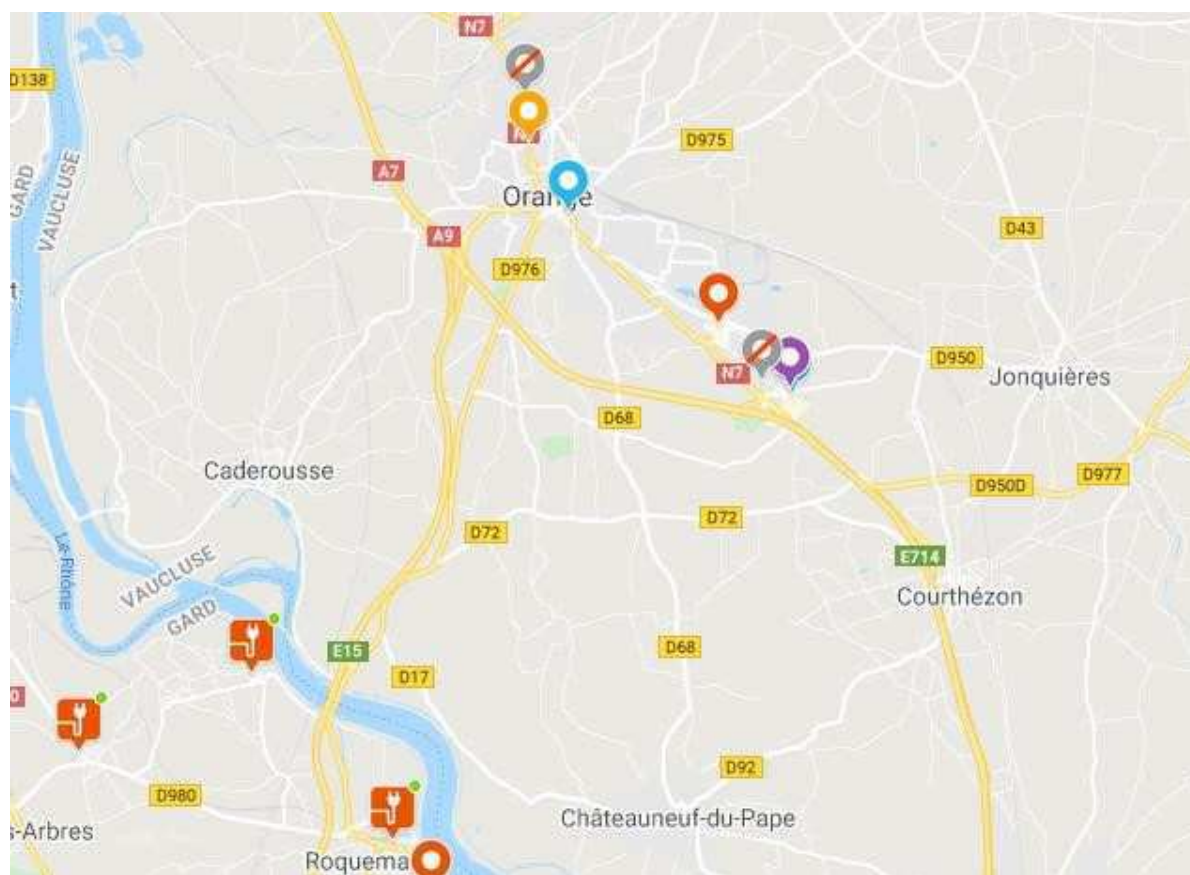 N7
D138
D975
GARD
VAUCLUSE
A7
Orange
D43
A9
D976
D950
N7
Jonquières
D68
Caderousse
D977
D950D
D72
D72
Le Rhône
E714
VAUCLUSE
Courthézon
GARD
E15
D68
D17
D92
D980
Châteauneuf-du-Pape
s-Arbres
Roquema